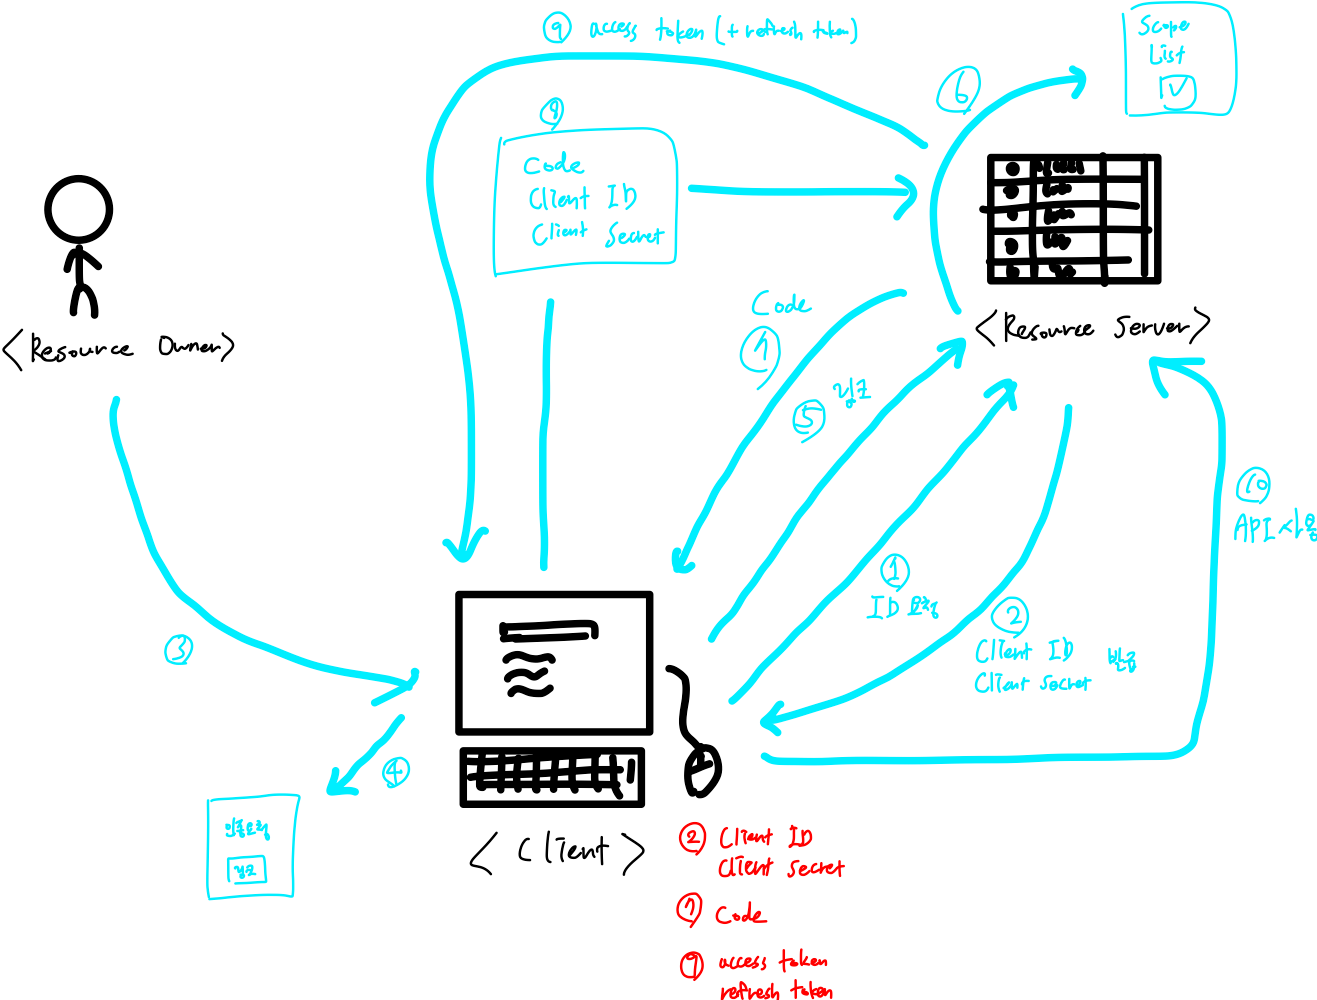 ⑨ access token (+ refresh token)
Scope
List
⑥
⑧
Code
Client ID
Client Secret
<Resource Owner>
<Resource Server>
Code
⑦
⑤ 링크
①
ID 요청
②
Client ID
Client Secret
발급
⑩
API 사용
③
④
인증요청
링크
<Client>
② Client ID
Client Secret
⑦ Code
⑨ access token
refresh token